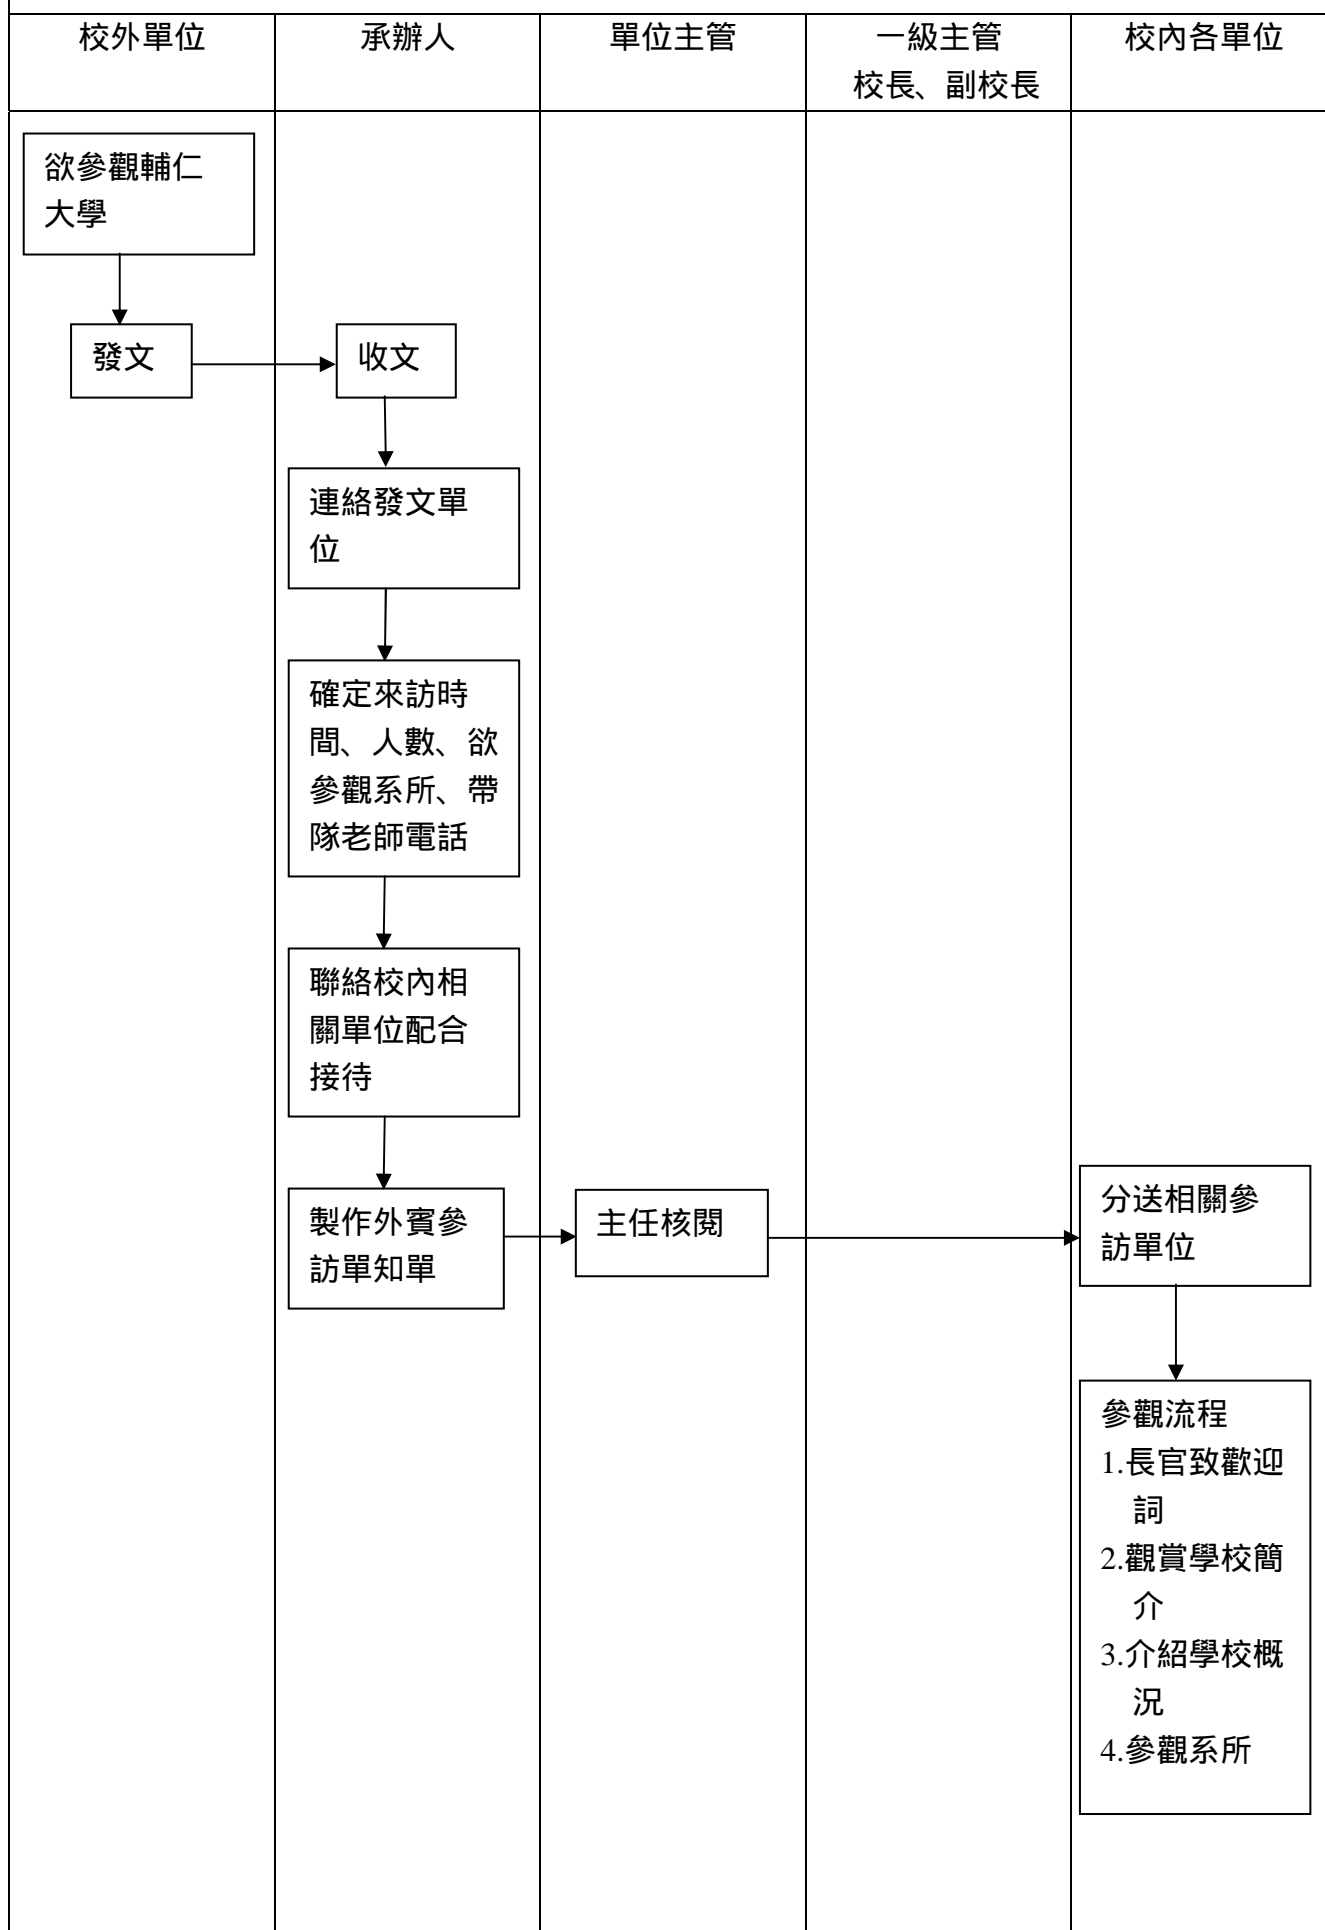 校外單位
承辦人
單位主管
一級主管
校長、副校長
校內各單位
欲參觀輔仁
大學
發文
收文
連絡發文單
位
確定來訪時
間、人數、欲
參觀系所、帶
隊老師電話
聯絡校內相
關單位配合
接待
製作外賓參
訪單知單
主任核閱
分送相關參
訪單位
參觀流程
1.長官致歡迎
詞
2.觀賞學校簡
介
3.介紹學校概
況
4.參觀系所